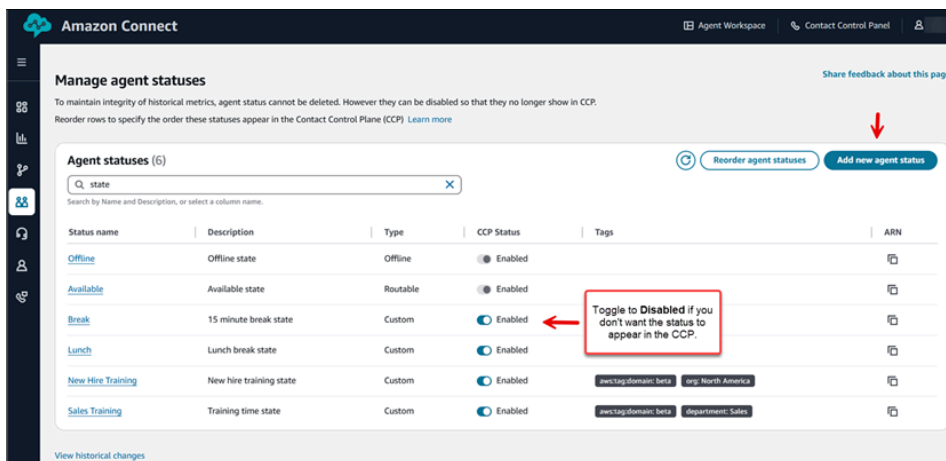 Amazon Connect
Agent Workspace
Contact Control Panel
Manage agent statuses
Share feedback about this pag
To maintain integrity of historical metrics, agent status cannot be deleted. However they can be disabled so that they no longer show in CCP.
Reorder rows to specify the order these statuses appear in the Contact Control Plane (CCP) Learn more
Agent statuses (6)
Reorder agent statuses
Add new agent status
state
Search by Name and Description, or select a column name.
Status name Description Type CCP Status Tags ARN
Offline Offline state Offline Enabled
Available Available state Routable Enabled
Break 15 minute break state Custom Enabled
Toggle to Disabled if you
don't want the status to
appear in the CCP.
Lunch Lunch break state Custom Enabled
New Hire Training New hire training state Custom Enabled aws:tag:domain: beta org: North America
Sales Training Training time state Custom Enabled aws:tag:domain: beta department: Sales
View historical changes